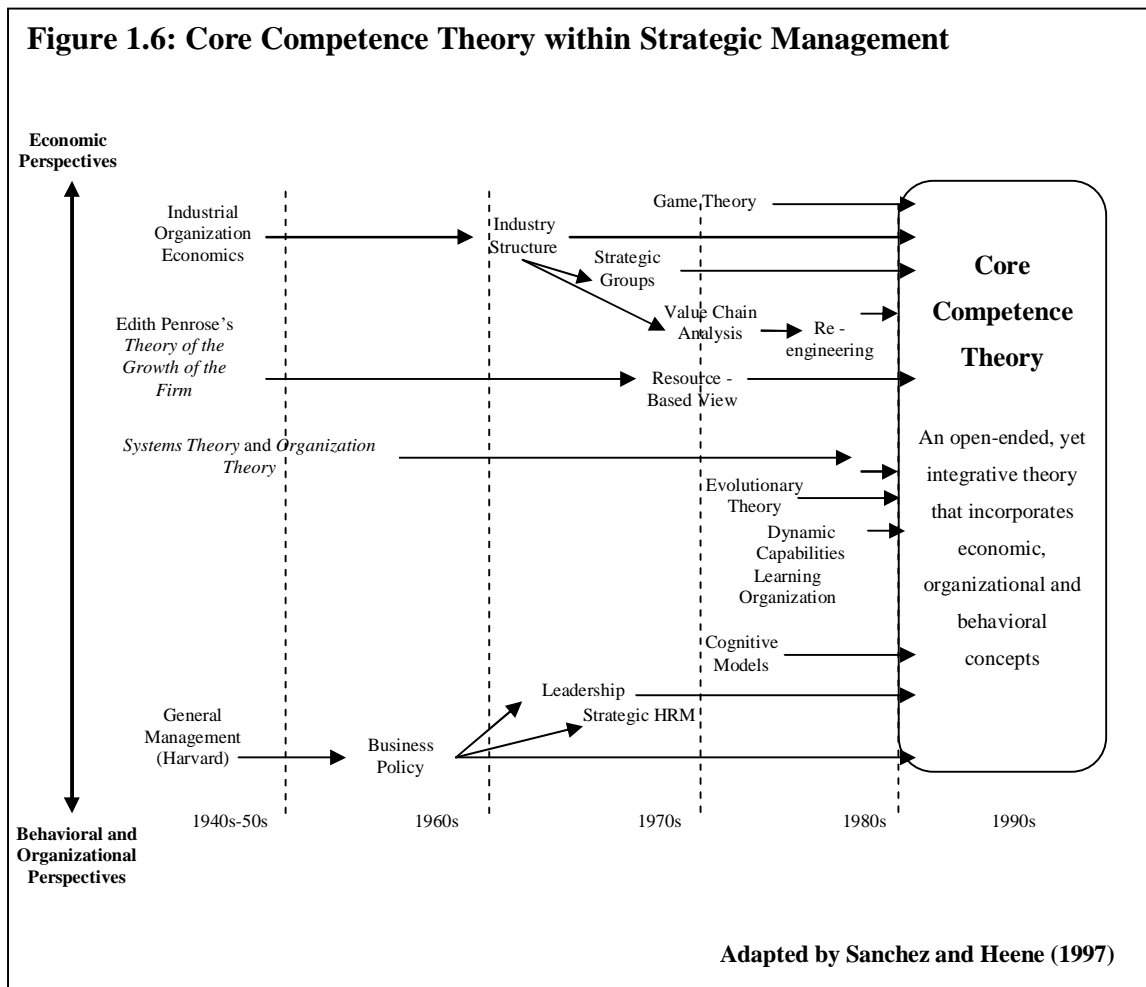 Figure 1.6: Core Competence Theory within Strategic Management
Economic
Perspectives
Industrial
Organization
Economics
Industry
Structure
Game Theory
Strategic
Groups
Value Chain
Analysis
Re -
engineering
Edith Penrose’s
Theory of the
Growth of the
Firm
Resource -
Based View
Systems Theory and Organization
Theory
Evolutionary
Theory
Dynamic
Capabilities
Learning
Organization
Cognitive
Models
Leadership
Strategic HRM
General
Management
(Harvard)
Business
Policy
Core
Competence
Theory
An open-ended, yet
integrative theory
that incorporates
economic,
organizational and
behavioral
concepts
1940s-50s
1960s
1970s
1980s
1990s
Behavioral and
Organizational
Perspectives
Adapted by Sanchez and Heene (1997)